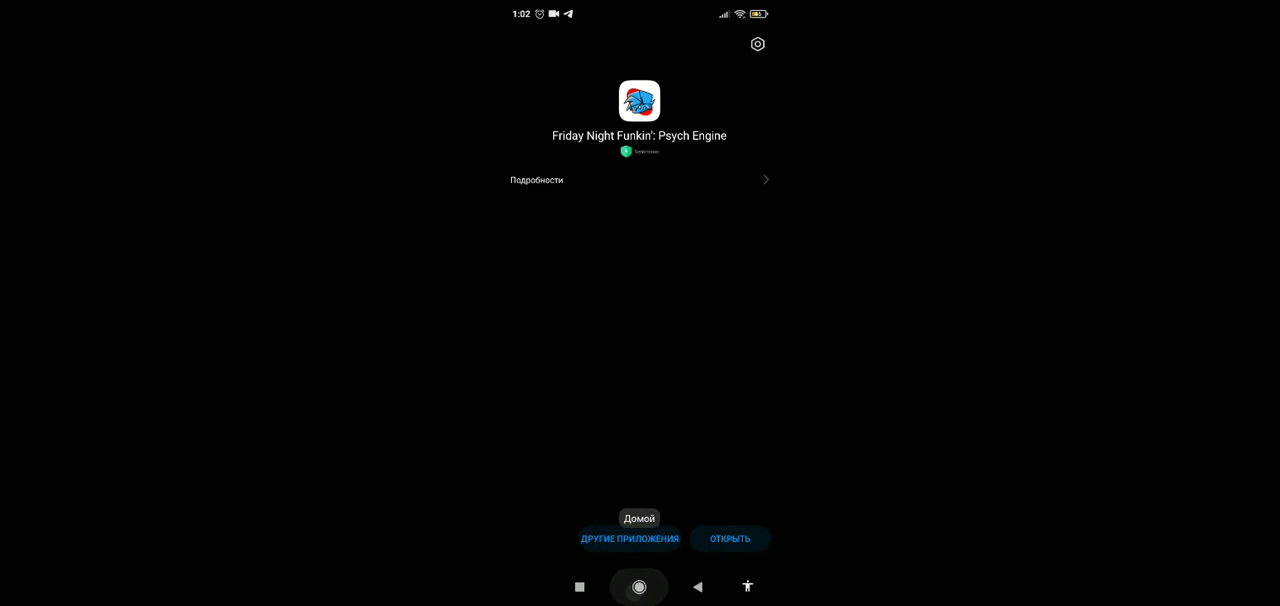 1:02
Friday Night Funkin': Psych Engine
Подробности
Домой
ДРУГИЕ ПРИЛОЖЕНИЯ
ОТКРЫТЬ